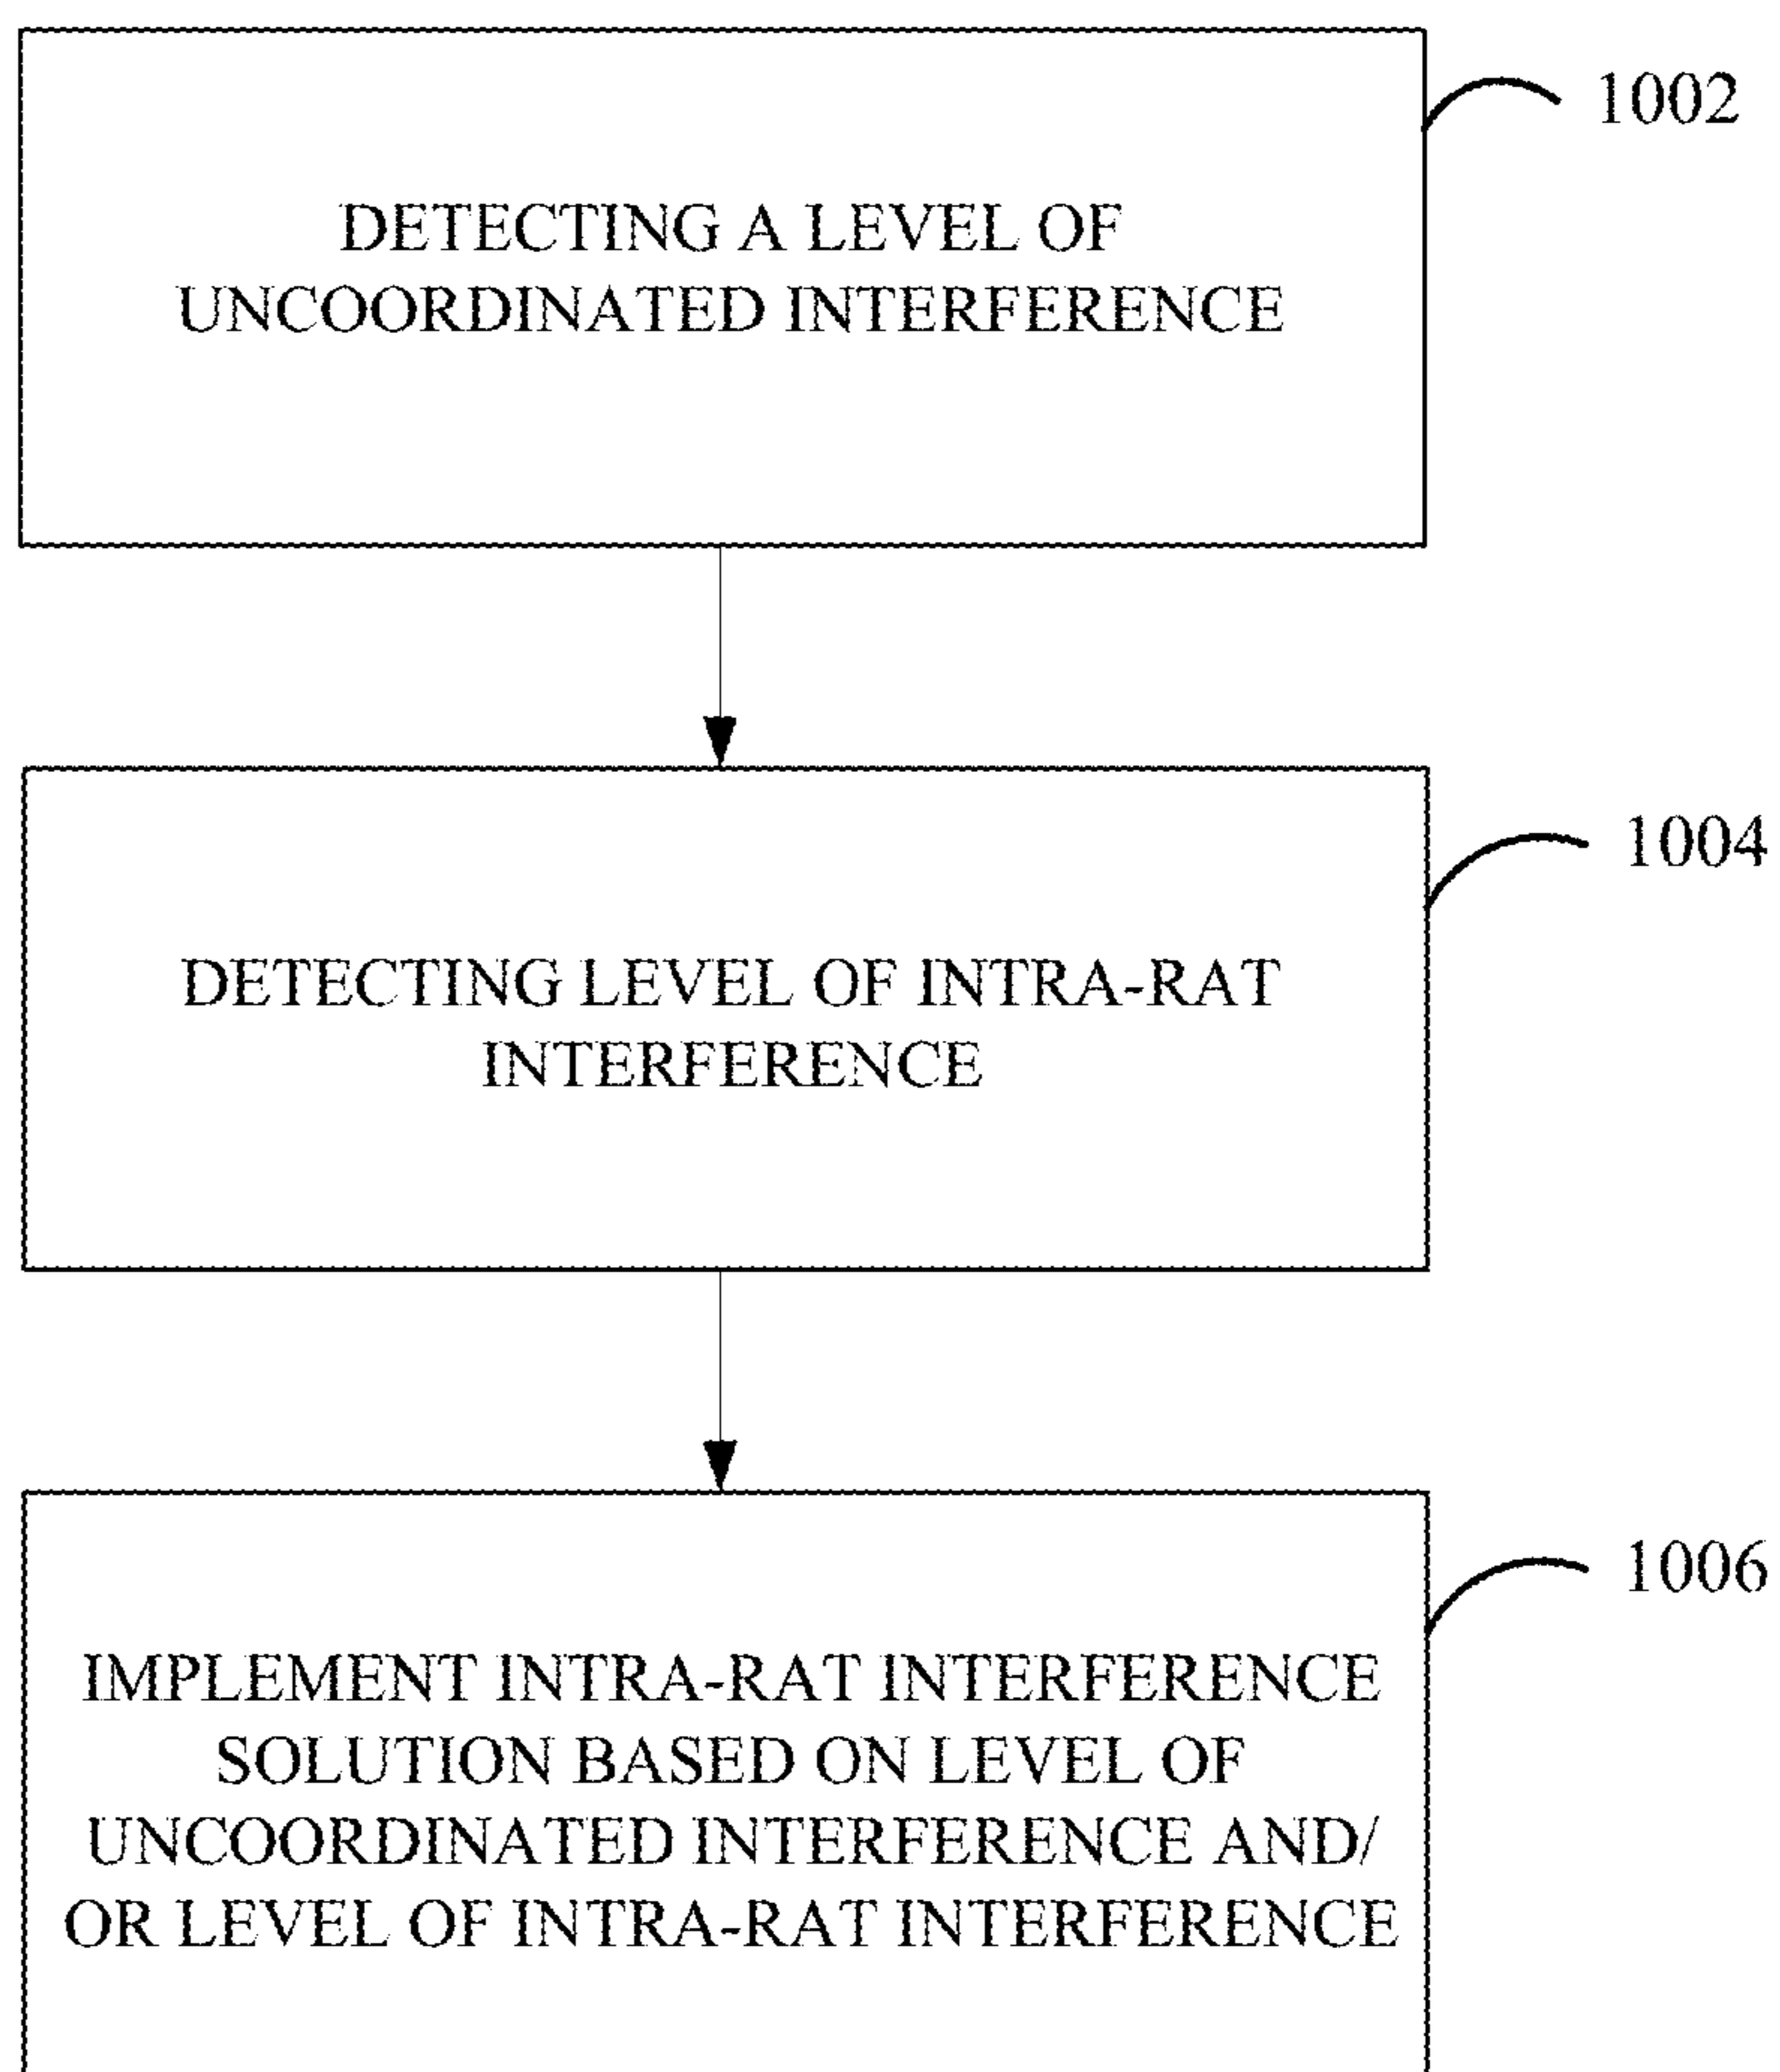 1002
DETECTING A LEVEL OF
UNCOORDINATED INTERFERENCE
1004
DETECTING LEVEL OF INTRA-RAT
INTERFERENCE
1006
IMPLEMENT INTRA-RAT INTERFERENCE
SOLUTION BASED ON LEVEL OF
UNCOORDINATED INTERFERENCE AND/
OR LEVEL OF INTRA-RAT INTERFERENCE